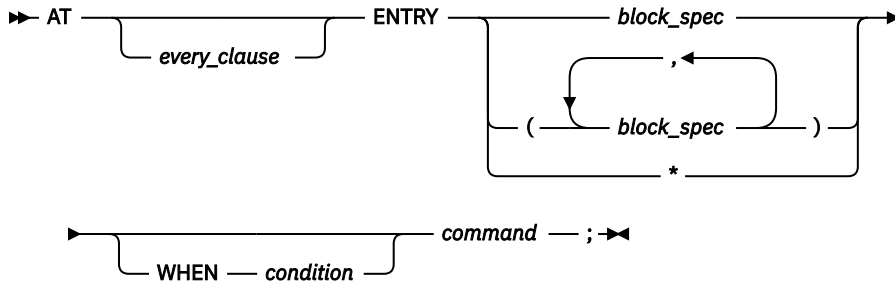 AT ENTRY block_spec
every_clause
,
( block_spec )
*
command ;
WHEN condition